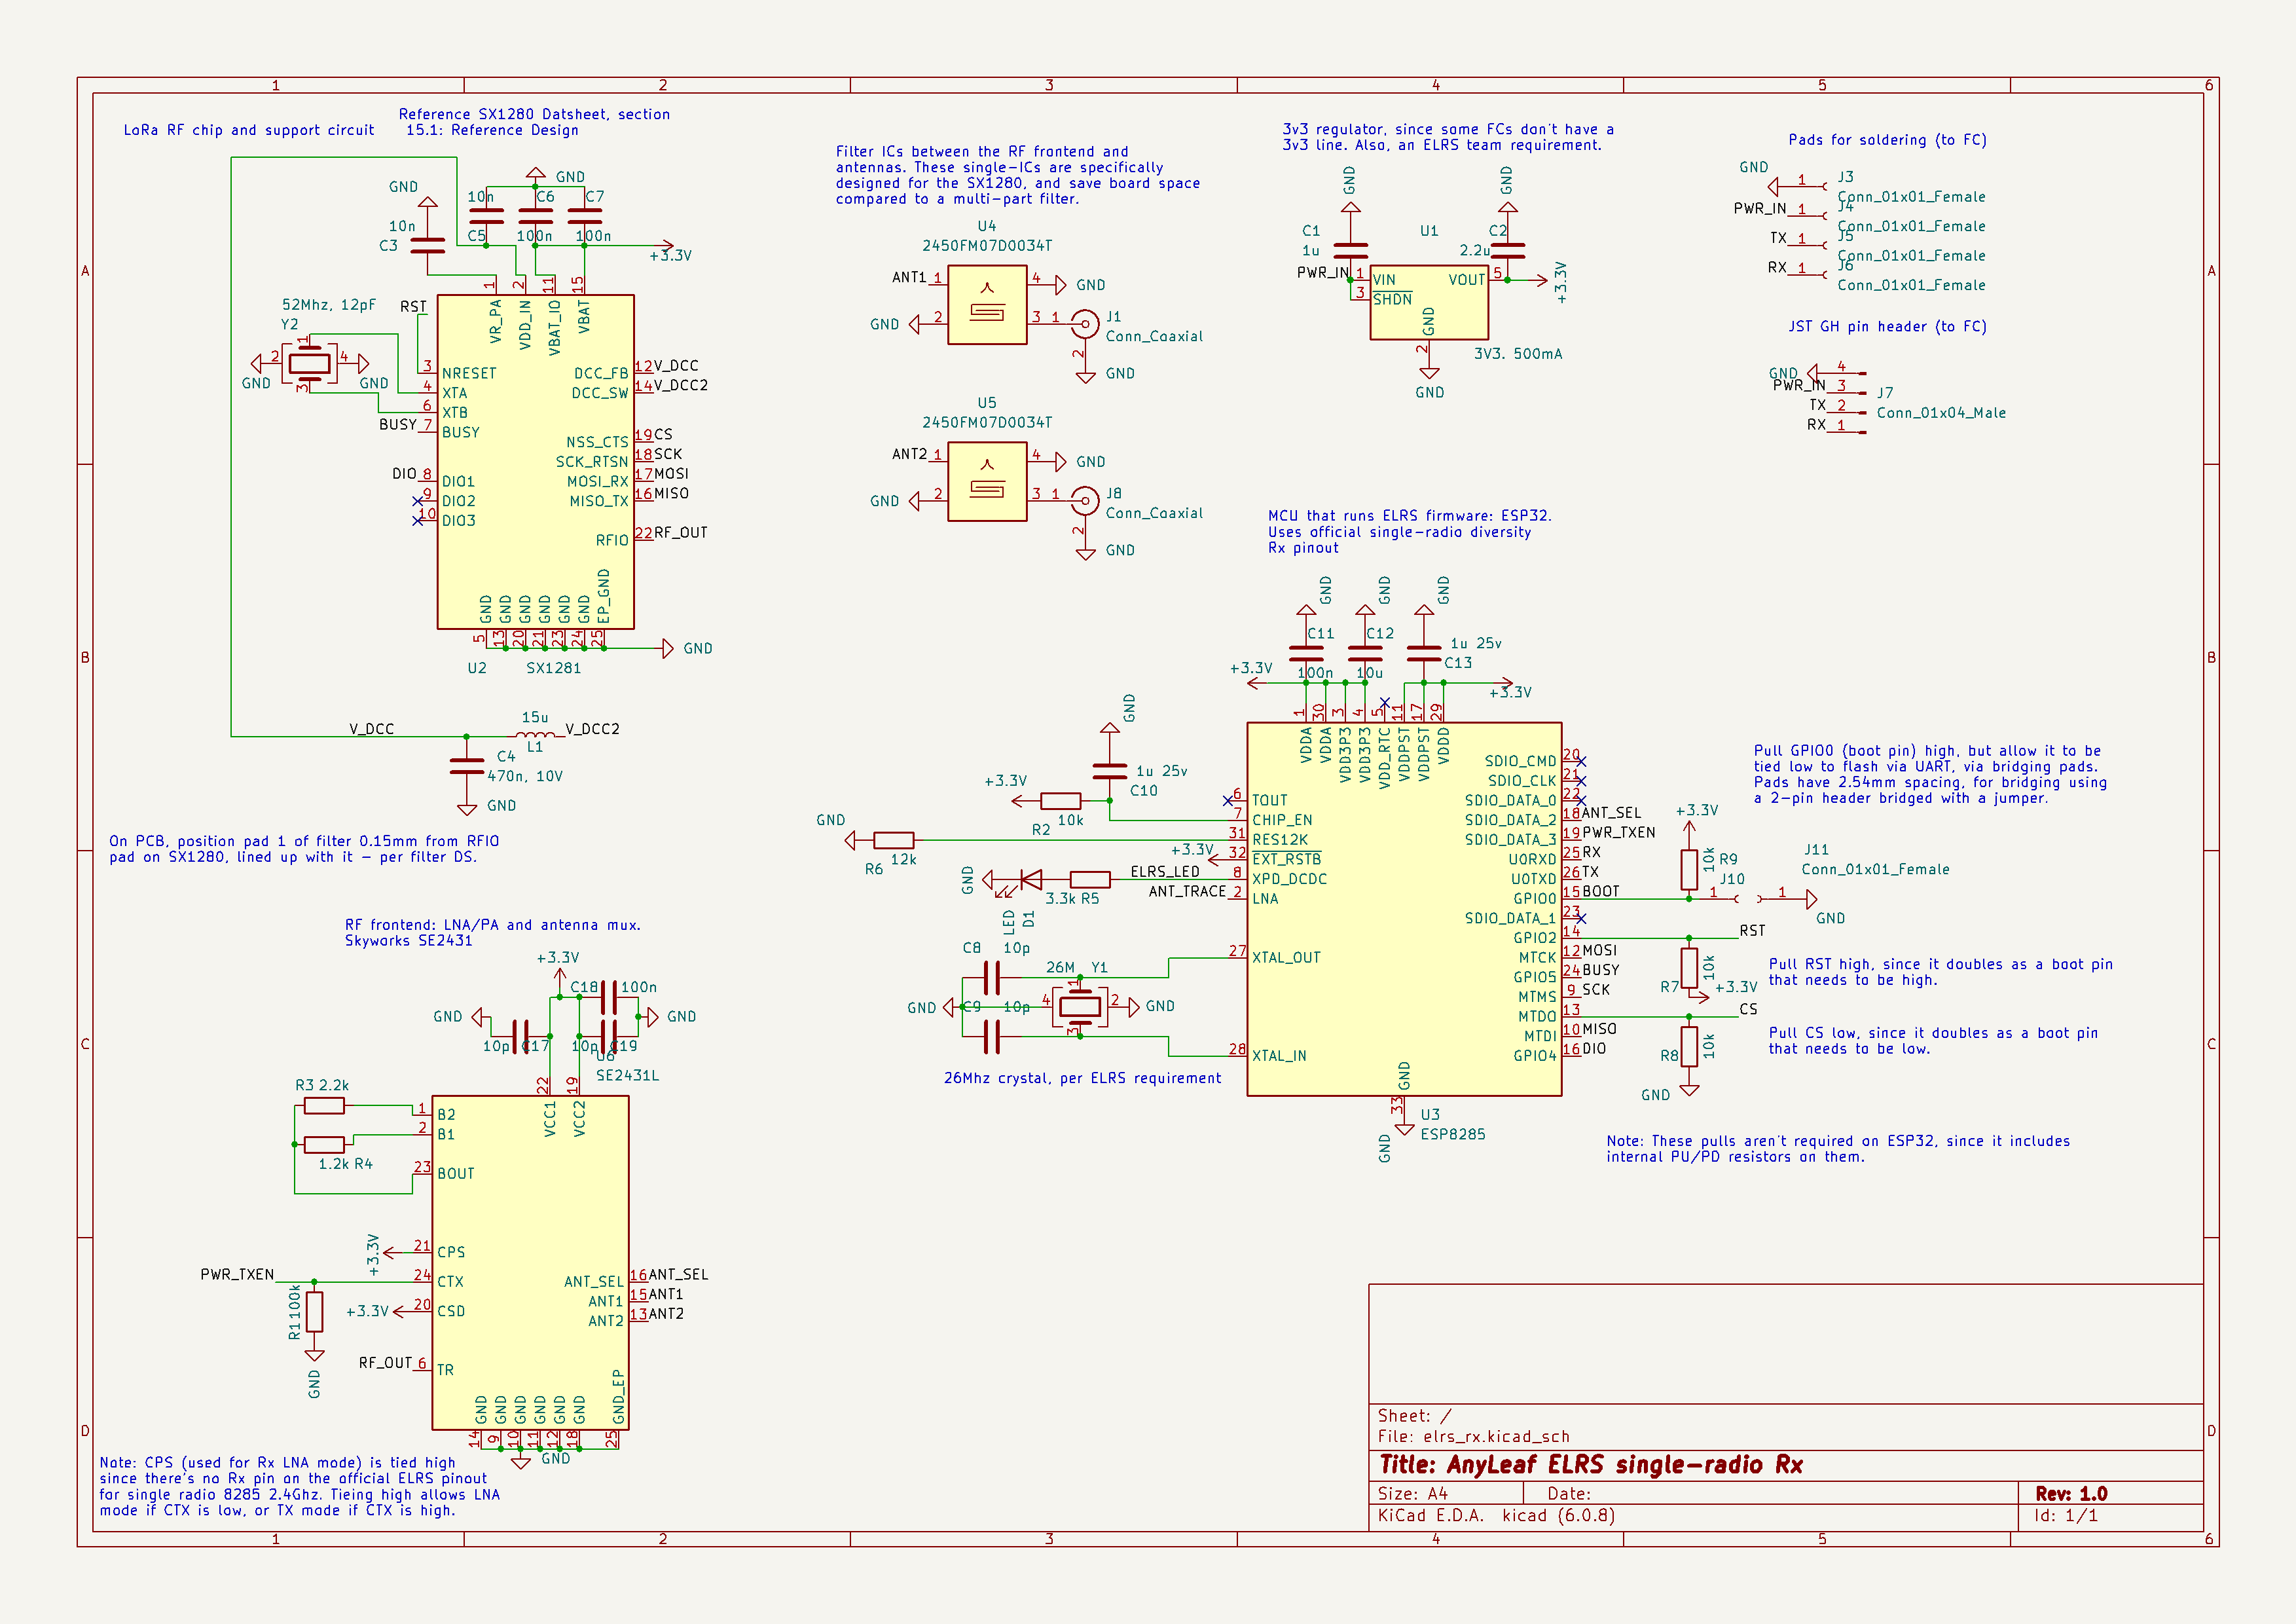 1 2 3 4 5 6
A
B
C
D
LoRa RF chip and support circuit
Reference SX1280 Datsheet, section
15.1: Reference Design
GND
10n
C3
10n
C5
C6
100n
C7
100n
GND
+3.3V
52Mhz, 12pF
Y2
1
2
3
4
GND
GND
RST
BUSY
DIO
1 VR_PA
2 VDD_IN
11 VBAT_IO
15 VBAT
3 NRESET
4 XTA
6 XTB
7 BUSY
8 DIO1
9 DIO2
10 DIO3
DCC_FB 12 V_DCC
DCC_SW 14 V_DCC2
NSS_CTS 19 CS
SCK_RTSN 18 SCK
MOSI_RX 17 MOSI
MISO_TX 16 MISO
RFIO 22 RF_OUT
GND GND GND GND GND GND EP_GND
5 13 20 21 23 24 25
GND
U2
SX1281
V_DCC
15u
L1
V_DCC2
C4
470n, 10V
GND
On PCB, position pad 1 of filter 0.15mm from RFIO
pad on SX1280, lined up with it - per filter DS.
RF frontend: LNA/PA and antenna mux.
Skyworks SE2431
+3.3V
GND
10p C17
C18 100n
10p C19
GND
U6
SE2431L
R3 2.2k
1.2k R4
22 VCC1
19 VCC2
1 B2
2 B1
23 BOUT
+3.3V
21 CPS
PWR_TXEN
24 CTX
R1 100k
GND
+3.3V
20 CSD
RF_OUT 6 TR
ANT_SEL 16 ANT_SEL
ANT1 15 ANT1
ANT2 13 ANT2
GND GND GND GND GND GND GND_EP
14 9 10 11 12 18 25
GND
Note: CPS (used for Rx LNA mode) is tied high
since there's no Rx pin on the official ELRS pinout
for single radio 8285 2.4Ghz. Tieing high allows LNA
mode if CTX is low, or TX mode if CTX is high.
Filter ICs between the RF frontend and
antennas. These single-ICs are specifically
designed for the SX1280, and save board space
compared to a multi-part filter.
U4
2450FM07D0034T
ANT1 1
4 GND
GND 2
3 1 J1
Conn_Coaxial
2
GND
U5
2450FM07D0034T
ANT2 1
4 GND
GND 2
3 1 J8
Conn_Coaxial
2
GND
3v3 regulator, since some FCs don't have a
3v3 line. Also, an ELRS team requirement.
GND
GND
C1
1u
U1
C2
2.2u
PWR_IN
1 VIN
3 SHDN
VOUT 5
+3.3V
GND
2
3V3. 500mA
GND
Pads for soldering (to FC)
GND
1 J3
Conn_01x01_Female
PWR_IN 1 J4
Conn_01x01_Female
TX 1 J5
Conn_01x01_Female
RX 1 J6
Conn_01x01_Female
JST GH pin header (to FC)
GND 4
PWR_IN 3
TX 2
RX 1
J7
Conn_01x04_Male
MCU that runs ELRS firmware: ESP32.
Uses official single-radio diversity
Rx pinout
GND
GND
GND
C11
100n
C12
10u
1u 25v
C13
+3.3V
+3.3V
1 VDDA
30 VDDA
3 VDD3P3
4 VDD3P3
5 VDD_RTC
11 VDDPST
17 VDDPST
29 VDDD
GND
1u 25v
C10
+3.3V
10k
R2
GND
R6
12k
+3.3V
GND
LED
D1
3.3k R5
ELRS_LED
ANT_TRACE
6 TOUT
7 CHIP_EN
31 RES12K
32 EXT_RSTB
8 XPD_DCDC
2 LNA
27 XTAL_OUT
28 XTAL_IN
C8 10p
C9 10p
GND
26M Y1
1
2
3
4
GND
26Mhz crystal, per ELRS requirement
SDIO_CMD 20
SDIO_CLK 21
SDIO_DATA_0 22
SDIO_DATA_2 18 ANT_SEL
SDIO_DATA_3 19 PWR_TXEN
U0RXD 25 RX
U0TXD 26 TX
GPIO0 15 BOOT
SDIO_DATA_1 23
GPIO2 14 RST
MTCK 12 MOSI
GPIO5 24 BUSY
MTMS 9 SCK
MTDO 13 CS
MTDI 10 MISO
GPIO4 16 DIO
GND
33
GND
U3
ESP8285
Pull GPIO0 (boot pin) high, but allow it to be
tied low to flash via UART, via bridging pads.
Pads have 2.54mm spacing, for bridging using
a 2-pin header bridged with a jumper.
+3.3V
10k R9
J10
1
J11
Conn_01x01_Female
1
GND
R7 10k
+3.3V
Pull RST high, since it doubles as a boot pin
that needs to be high.
R8 10k
GND
Pull CS low, since it doubles as a boot pin
that needs to be low.
Note: These pulls aren't required on ESP32, since it includes
internal PU/PD resistors on them.
Sheet: /
File: elrs_rx.kicad_sch
Title: AnyLeaf ELRS single-radio Rx
Size: A4 Date: Rev: 1.0
KiCad E.D.A. kicad (6.0.8) Id: 1/1
A
B
C
D
1 2 3 4 5 6